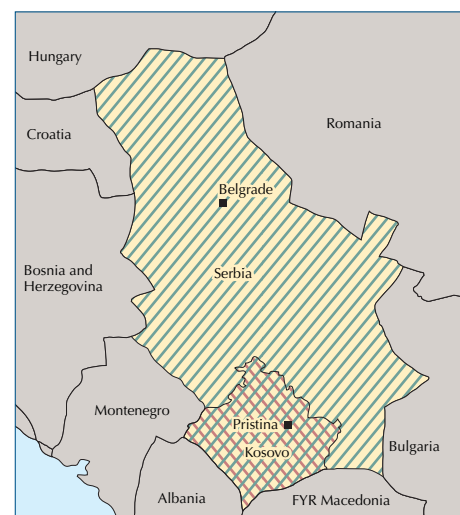 Hungary
Romania
Croatia
Belgrade
Bosnia and
Herzegovina
Serbia
Montenegro
Pristina
Kosovo
Bulgaria
Albania
FYR Macedonia